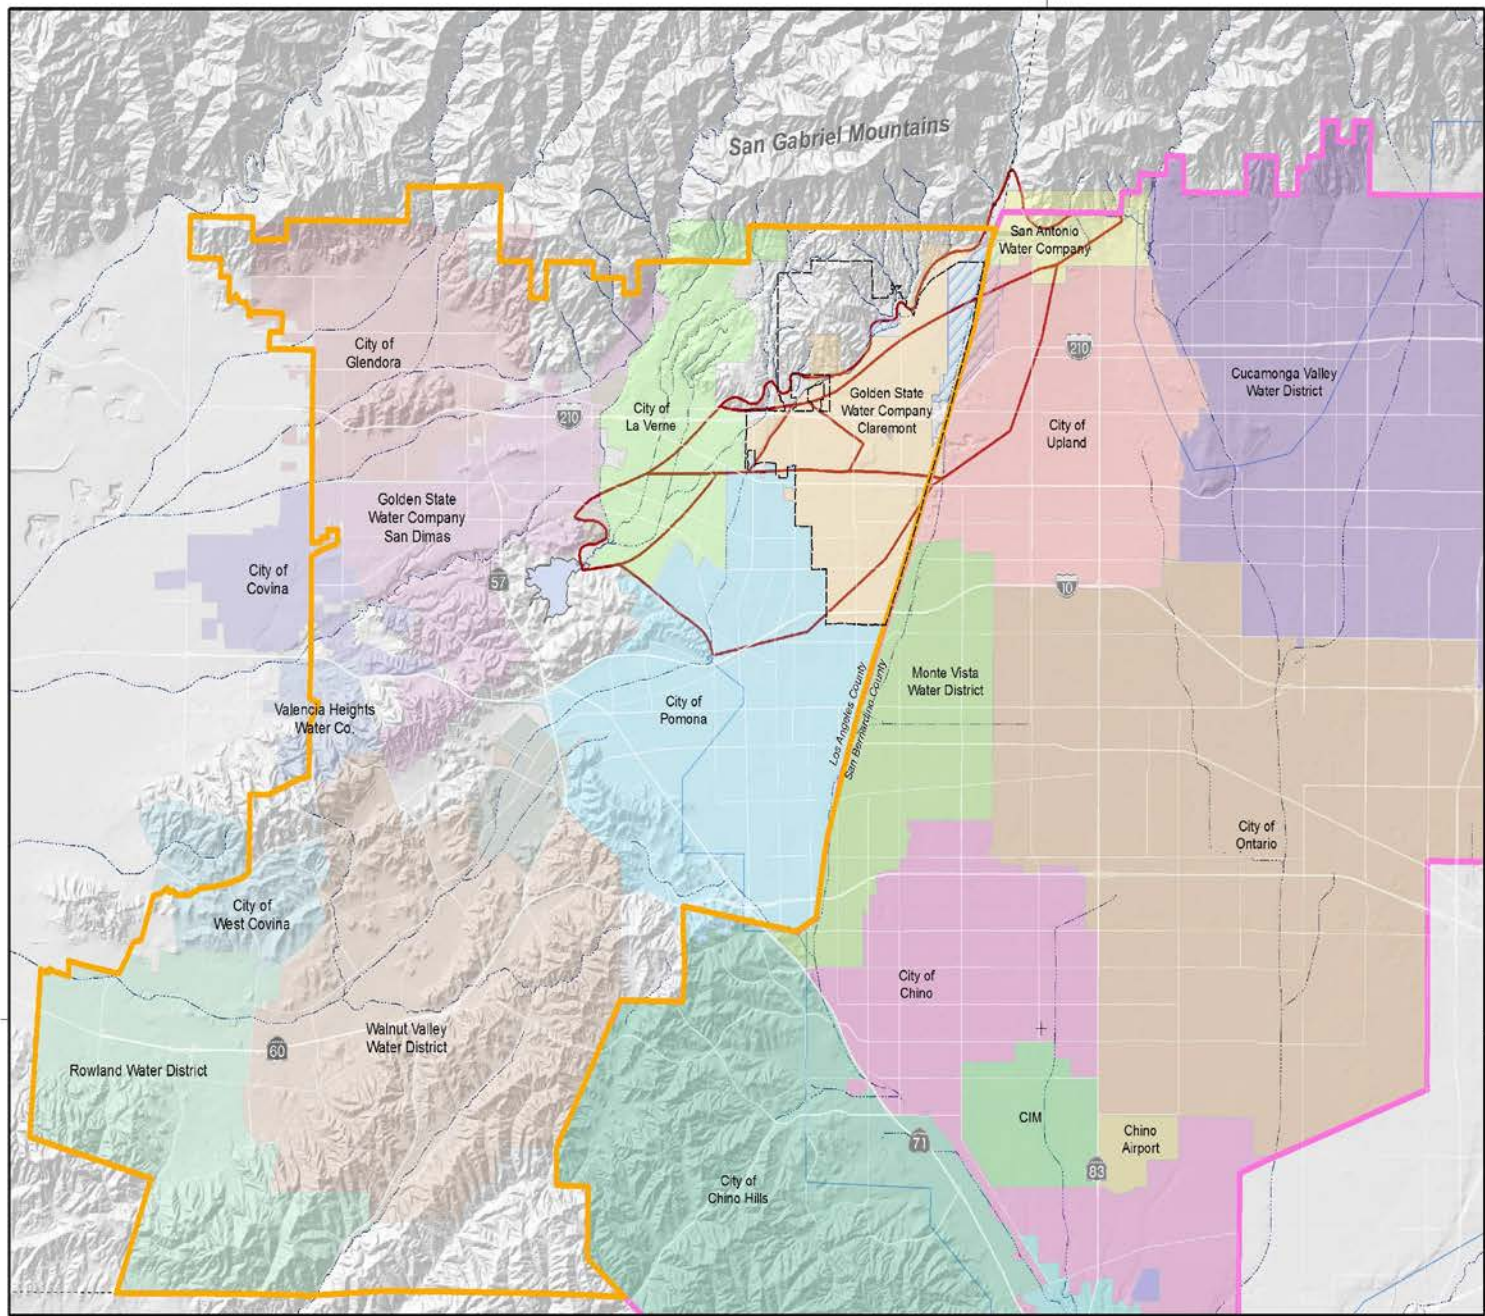 San Gabriel Mountains
San Antonio
Water Company
City of
Glendora
210
Cucamonga Valley
Water District
City of
La Verne
210
Golden State
Water Company
Claremont
City of
Upland
Golden State
Water Company
San Dimas
City of
Covina
57
10
Monte Vista
Water District
Los Angeles County
San Bernardino County
City of
Pomona
Valencia Heights
Water Co.
City of
Ontario
City of
West Covina
City of
Chino
Walnut Valley
Water District
60
Rowland Water District
CIM
Chino
Airport
71
83
City of
Chino Hills